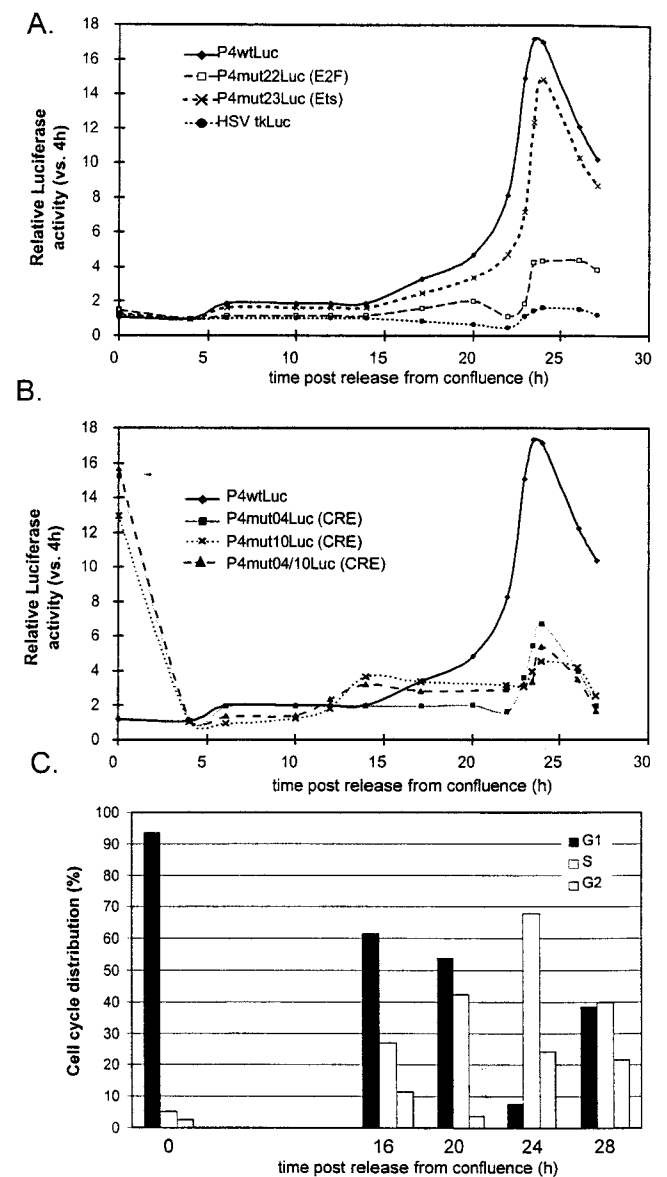 A.
18
16
14
12
10
8
6
4
2
0
Relative Luciferase
activity (vs. 4h)
P4wtLuc
P4mut22Luc (E2F)
P4mut23Luc (Ets)
HSV tkLuc
0
5
10
15
20
25
30
time post release from confluence (h)
B.
18
16
14
12
10
8
6
4
2
0
Relative Luciferase
activity (vs. 4h)
P4wtLuc
P4mut04Luc (CRE)
P4mut10Luc (CRE)
P4mut04/10Luc (CRE)
0
5
10
15
20
25
30
time post release from confluence (h)
C.
100
90
80
70
60
50
40
30
20
10
0
Cell cycle distribution (%)
G1
S
G2
0
16
20
24
28
time post release from confluence (h)